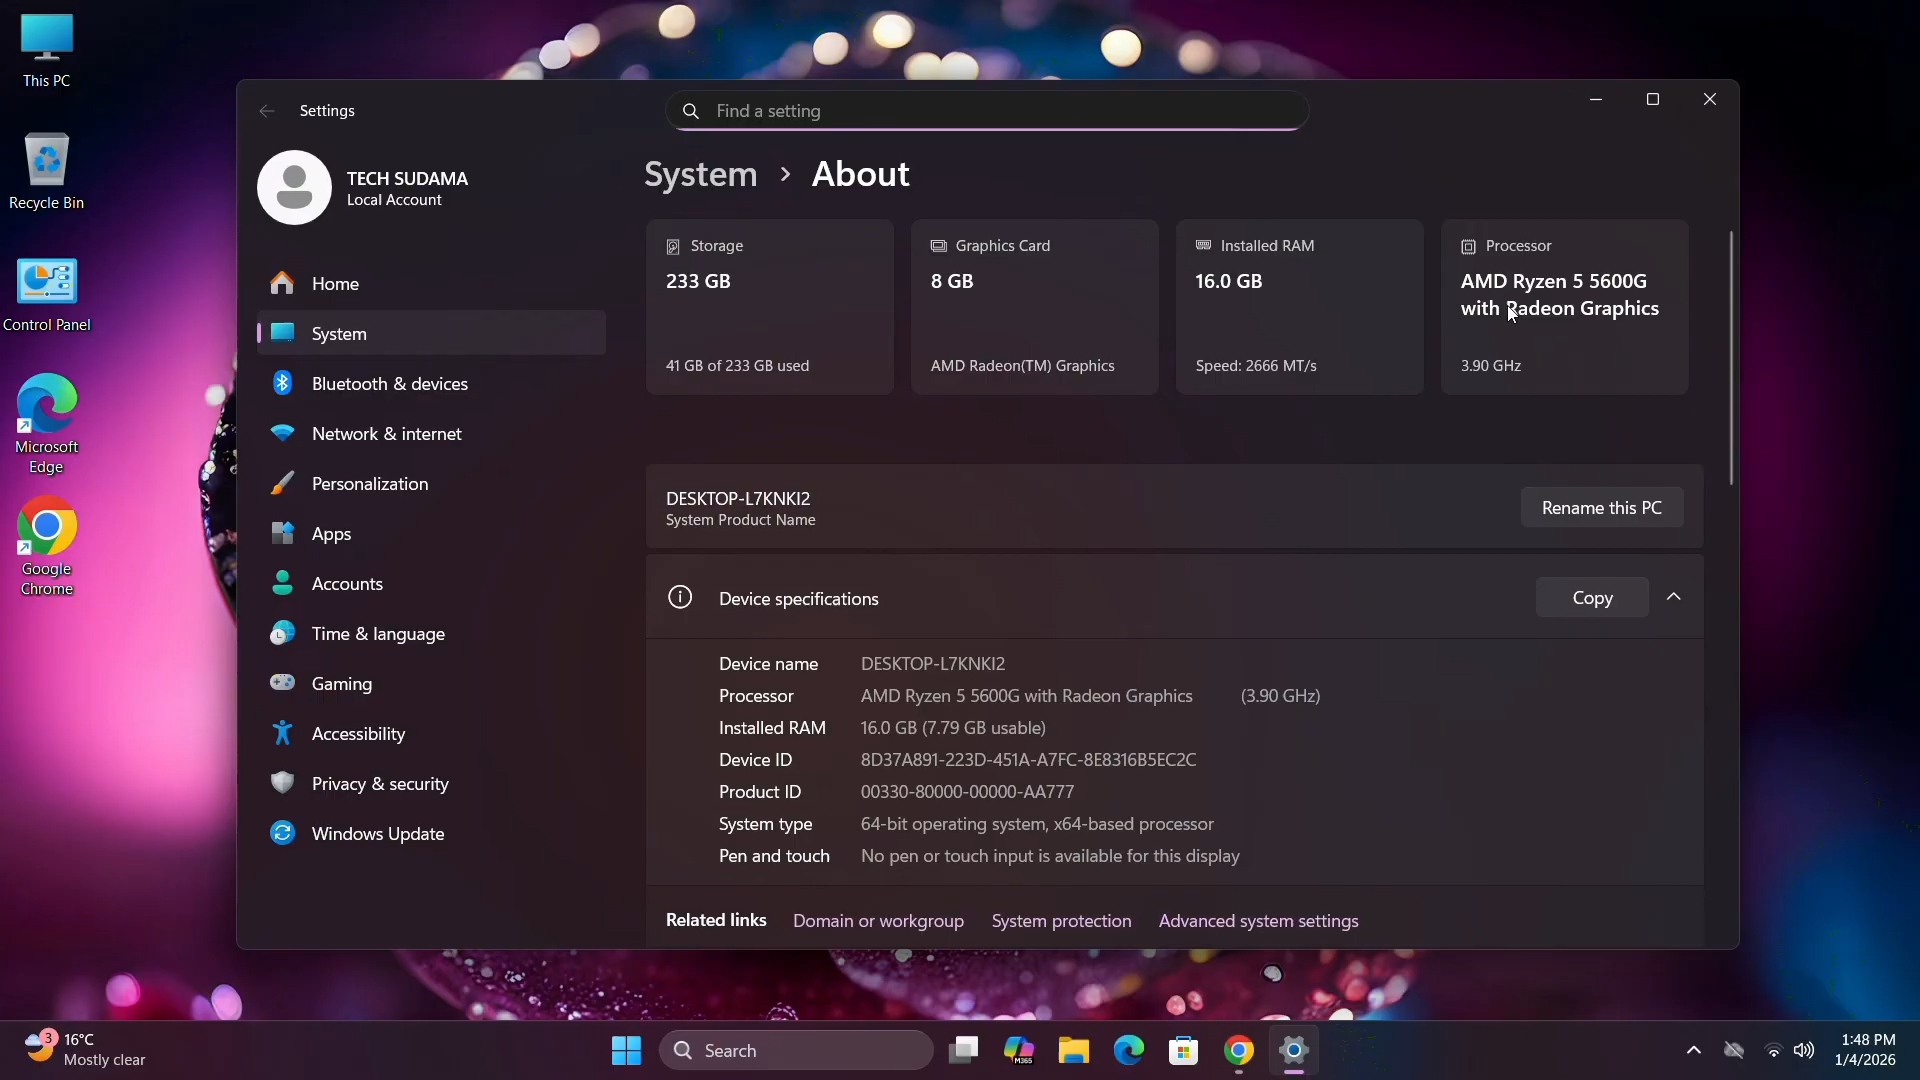 This PC
Recycle Bin
Control Panel
Microsoft
Edge
Google
Chrome
Settings
Find a setting
TECH SUDAMA
Local Account
Home
System
Bluetooth & devices
Network & internet
Personalization
Apps
Accounts
Time & language
Gaming
Accessibility
Privacy & security
Windows Update
System > About
Storage
233 GB
41 GB of 233 GB used
Graphics Card
8 GB
AMD Radeon(TM) Graphics
Installed RAM
16.0 GB
Speed: 2666 MT/s
Processor
AMD Ryzen 5 5600G
with Radeon Graphics
3.90 GHz
DESKTOP-L7KNKI2
System Product Name
Rename this PC
Device specifications
Copy
Device name DESKTOP-L7KNKI2
Processor AMD Ryzen 5 5600G with Radeon Graphics (3.90 GHz)
Installed RAM 16.0 GB (7.79 GB usable)
Device ID 8D37A891-223D-451A-A7FC-8E8316B5EC2C
Product ID 00330-80000-00000-AA777
System type 64-bit operating system, x64-based processor
Pen and touch No pen or touch input is available for this display
Related links Domain or workgroup System protection Advanced system settings
3
16°C
Mostly clear
Search
M365
1:48 PM
1/4/2026